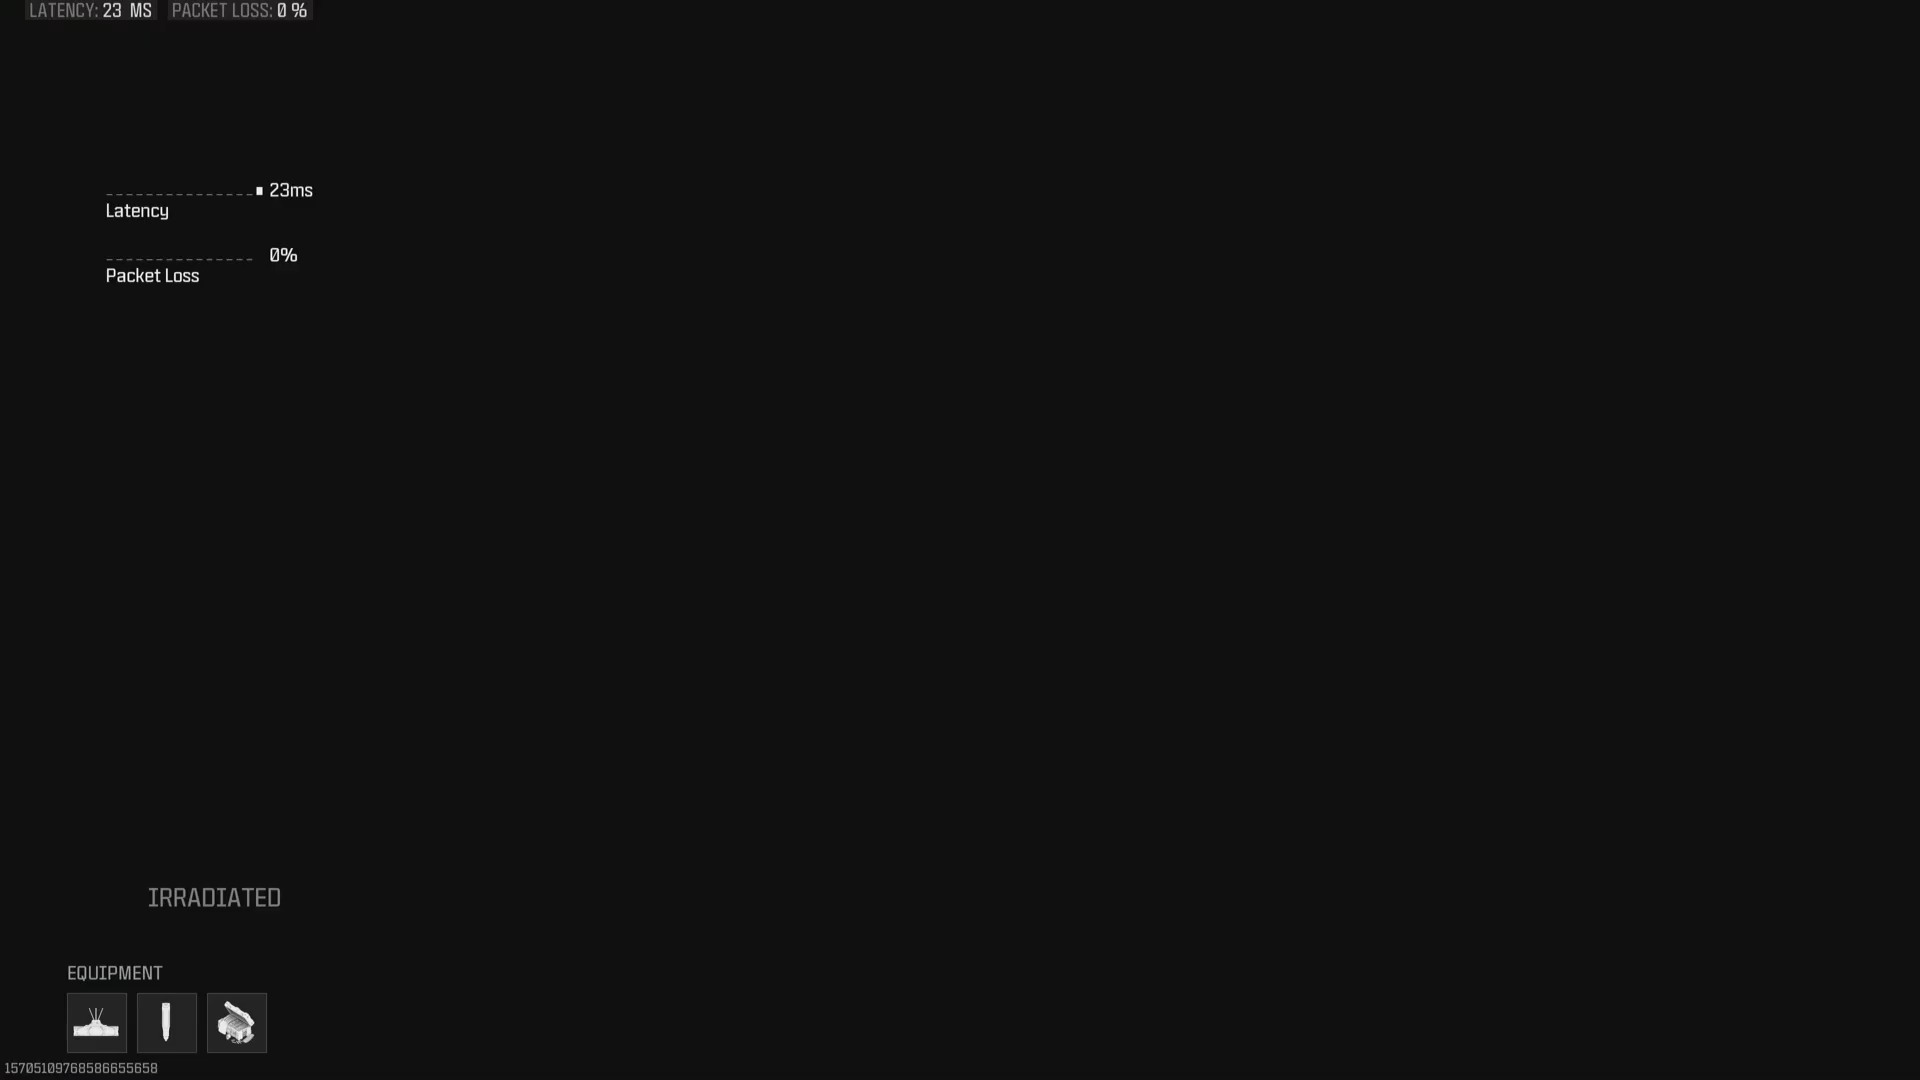 LATENCY: 23 MS PACKET LOSS: 0 %
23ms
Latency
0%
Packet Loss
IRRADIATED
EQUIPMENT
15705109768586655658